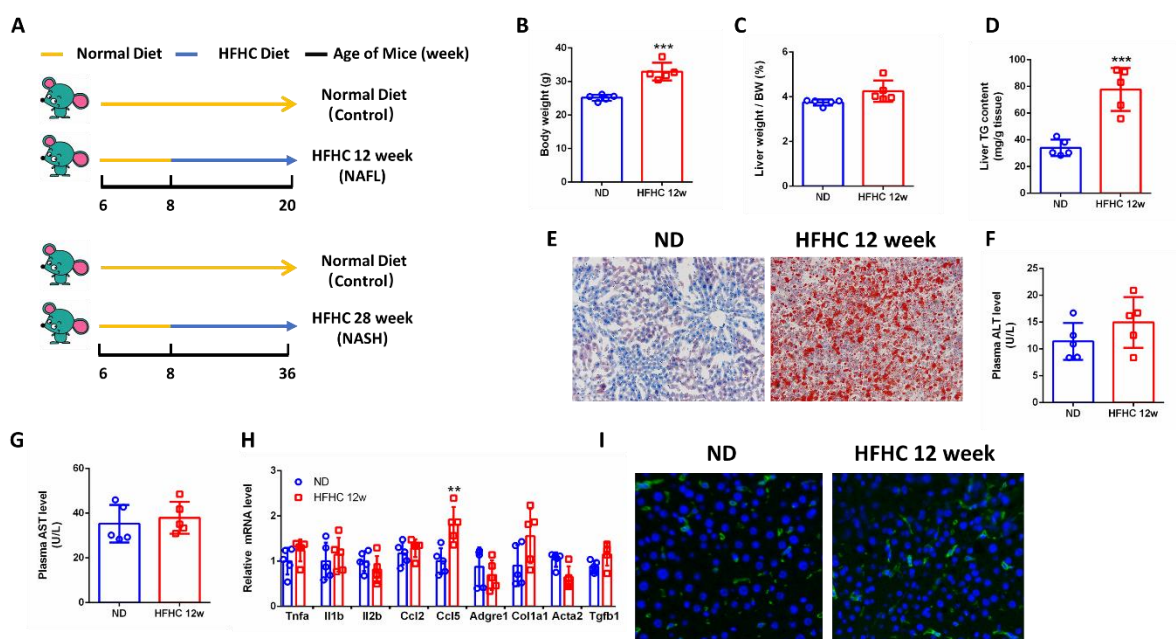 A
Normal Diet
HFHC Diet
Age of Mice (week)
Normal Diet
(Control)
HFHC 12 week
(NAFL)
6 8 20
Normal Diet
(Control)
HFHC 28 week
(NASH)
6 8 36
B
Body weight (g)
40
30
20
10
0
***
ND HFHC 12w
C
Liver weight / BW (%)
6
4
2
0
ND HFHC 12w
D
Liver TG content
(mg/g tissue)
100
80
60
40
20
0
***
ND HFHC 12w
E
ND HFHC 12 week
F
Plasma ALT level
(U/L)
25
20
15
10
5
0
ND HFHC 12w
G
Plasma AST level
(U/L)
60
40
20
0
ND HFHC 12w
H
Relative mRNA level
3
2
1
0
ND
HFHC 12w
**
Tnfa Il1b Il2b Ccl2 Ccl5 Adgre1 Col1a1 Acta2 Tgfb1
I
ND HFHC 12 week